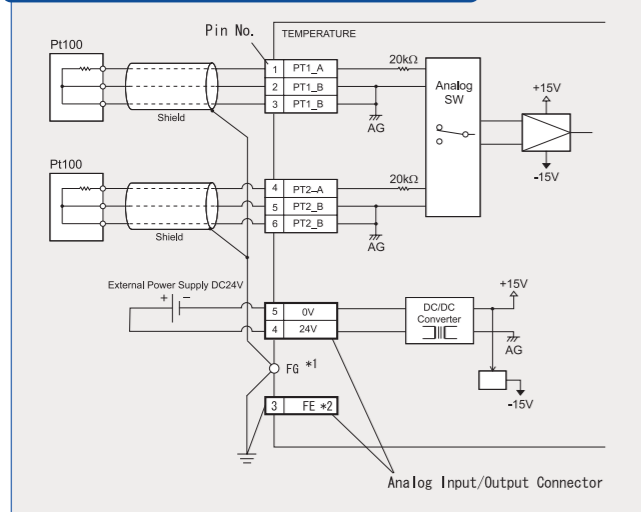 Pin No.
TEMPERATURE
Pt100
1 PT1_A
2 PT1_B
3 PT1_B
Shield
20kΩ
AG
Analog
SW
+15V
-15V
Pt100
4 PT2_A
5 PT2_B
6 PT2_B
Shield
20kΩ
AG
External Power Supply DC24V
+ −
5 0V
4 24V
DC/DC
Converter
+15V
AG
-15V
FG *1
3 FE *2
Analog Input/Output Connector